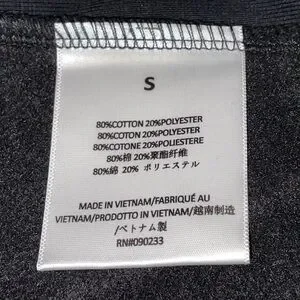 S
80%COTTON 20%POLYESTER
80%COTON 20%POLYESTER
80%COTONE 20%POLIESTERE
80%棉 20%聚酯纤维
80%綿 20% ポリエステル
MADE IN VIETNAM/FABRIQUÉ AU
VIETNAM/PRODOTTO IN VIETNAM/越南制造
/ベトナム製
RN#090233